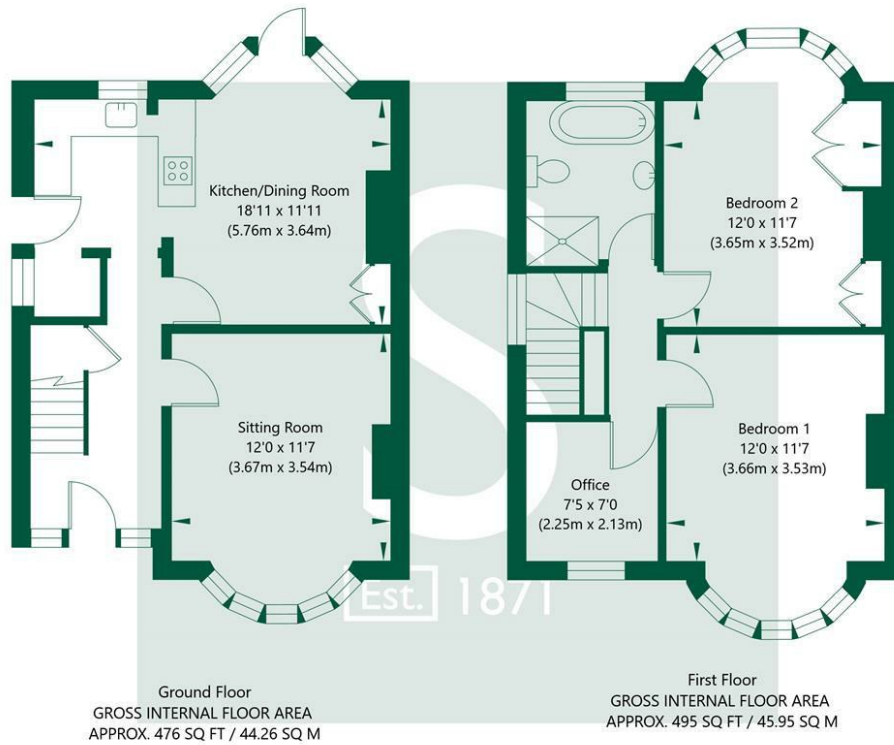 Kitchen/Dining Room
18'11 x 11'11
(5.76m x 3.64m)
Sitting Room
12'0 x 11'7
(3.67m x 3.54m)
Ground Floor
GROSS INTERNAL FLOOR AREA
APPROX. 476 SQ FT / 44.26 SQ M
Bedroom 2
12'0 x 11'7
(3.65m x 3.52m)
Bedroom 1
12'0 x 11'7
(3.66m x 3.53m)
Office
7'5 x 7'0
(2.25m x 2.13m)
First Floor
GROSS INTERNAL FLOOR AREA
APPROX. 495 SQ FT / 45.95 SQ M
S
Est. 1871